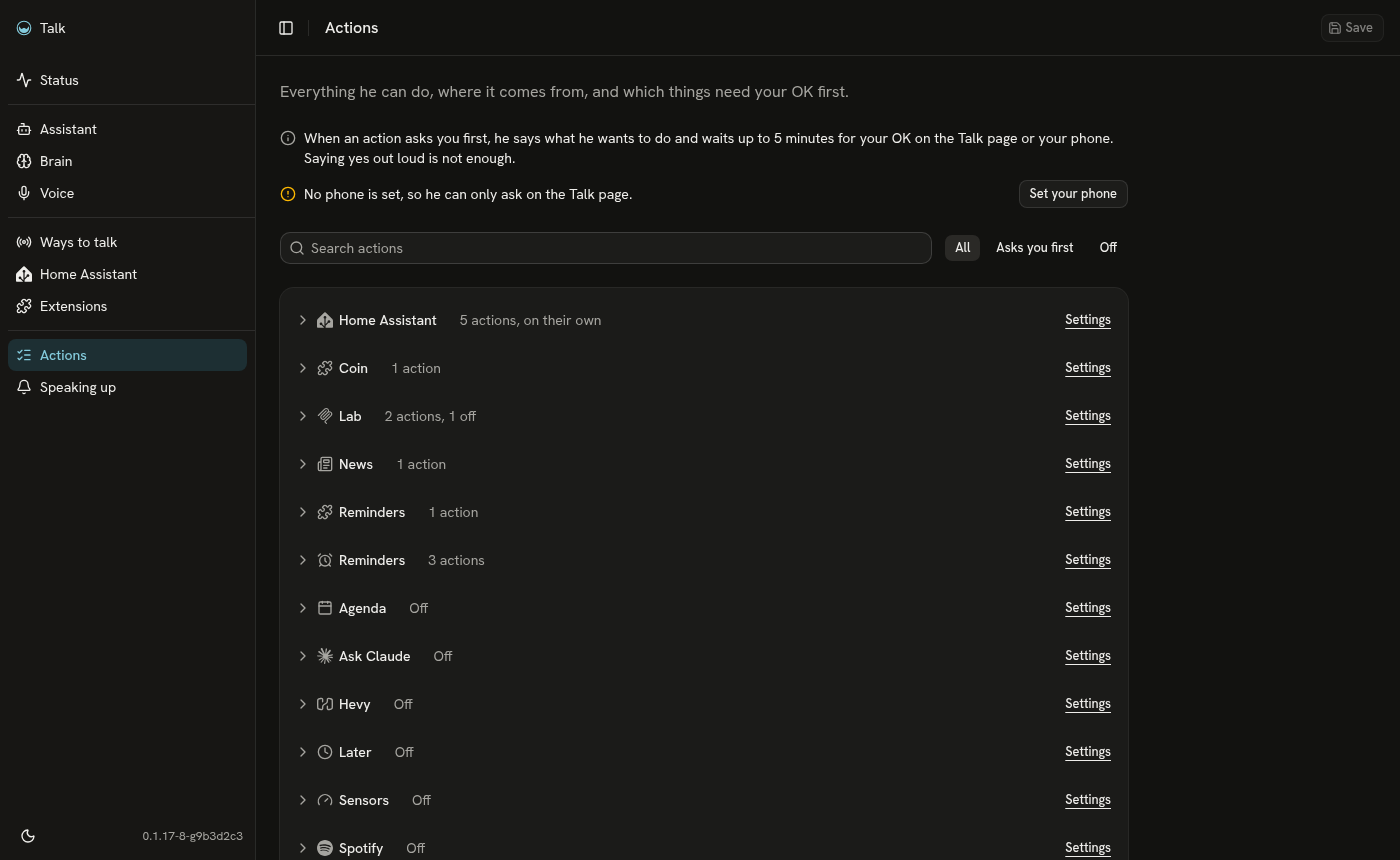 Talk
Status
Assistant
Brain
Voice
Ways to talk
Home Assistant
Extensions
Actions
Speaking up
0.1.17-8-g9b3d2c3
Actions
Save
Everything he can do, where it comes from, and which things need your OK first.
When an action asks you first, he says what he wants to do and waits up to 5 minutes for your OK on the Talk page or your phone.
Saying yes out loud is not enough.
No phone is set, so he can only ask on the Talk page.
Set your phone
Search actions
All
Asks you first
Off
Home Assistant 5 actions, on their own Settings
Coin 1 action Settings
Lab 2 actions, 1 off Settings
News 1 action Settings
Reminders 1 action Settings
Reminders 3 actions Settings
Agenda Off Settings
Ask Claude Off Settings
Hevy Off Settings
Later Off Settings
Sensors Off Settings
Spotify Off Settings